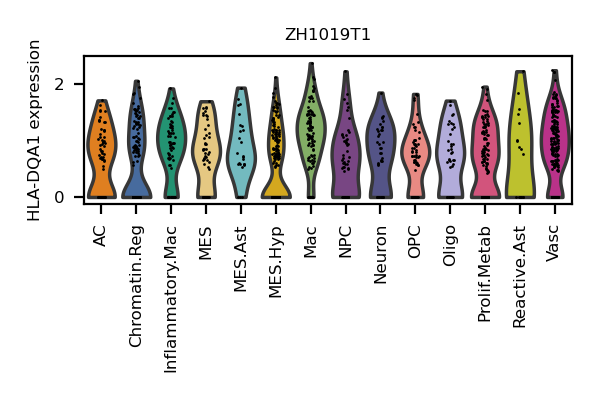 ZH1019T1
HLA-DQA1 expression
2
0
AC
Chromatin.Reg
Inflammatory.Mac
MES
MES.Ast
MES.Hyp
Mac
NPC
Neuron
OPC
Oligo
Prolif.Metab
Reactive.Ast
Vasc